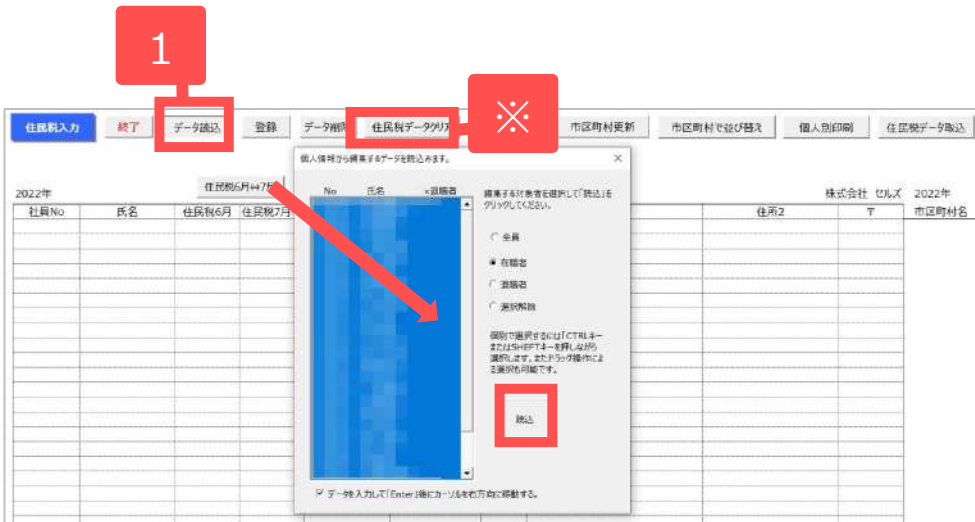 1
※
住民税入力 終了 データ読込 登録 データ削除 住民税データクリア 市区町村更新 市区町村で並び替え 個人別印刷 住民税データ取込
個人情報から編集するデータを読込みます。 ×
2022年 住民税6月⇔7月 株式会社 セルズ 2022年
社員No 氏名 住民税6月 住民税7月 住所2 〒 市区町村名
No 氏名 ×退職者
編集する対象者を選択して「読込」を
クリックしてください。
全員
在職者
退職者
選択解除
個別で選択するには「CTRLキー
またはSHIFTキーを押しながら
選択します。またドラッグ操作によ
る選択も可能です。
読込
データを入力して「Enter」後にカーソルを右方向に移動する。